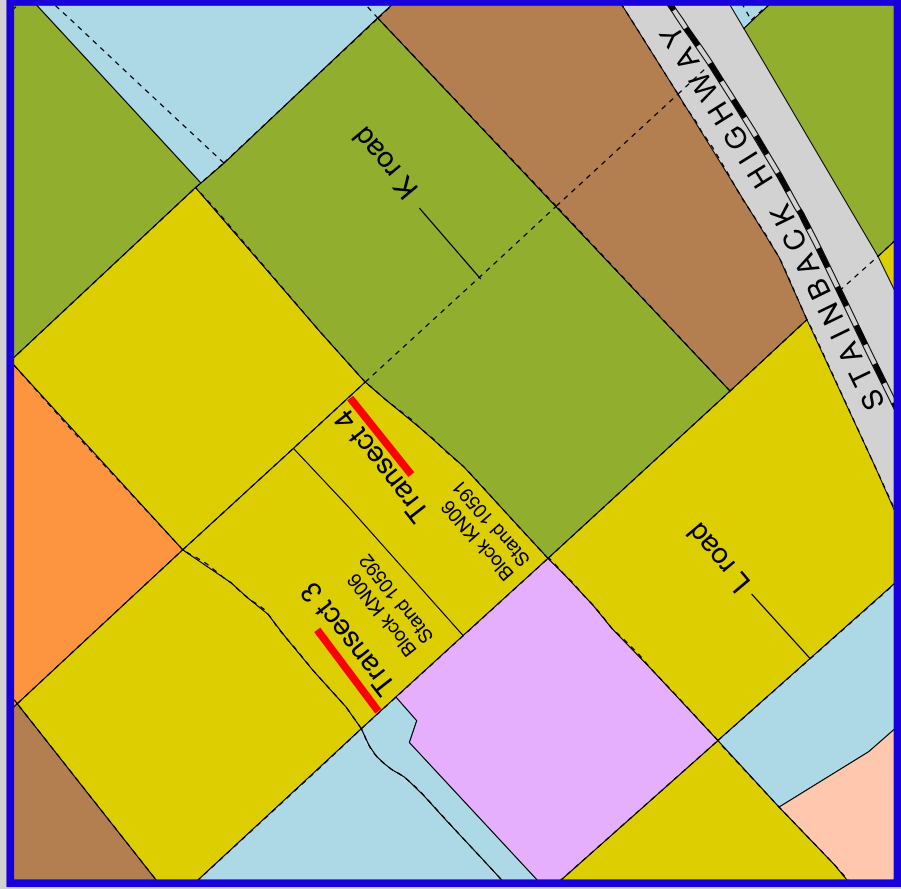 STAINBACK HIGHWAY
K road
Transect 4
Stand 10591
Block KN06
L road
Stand 10592
Block KN06
Transect 3